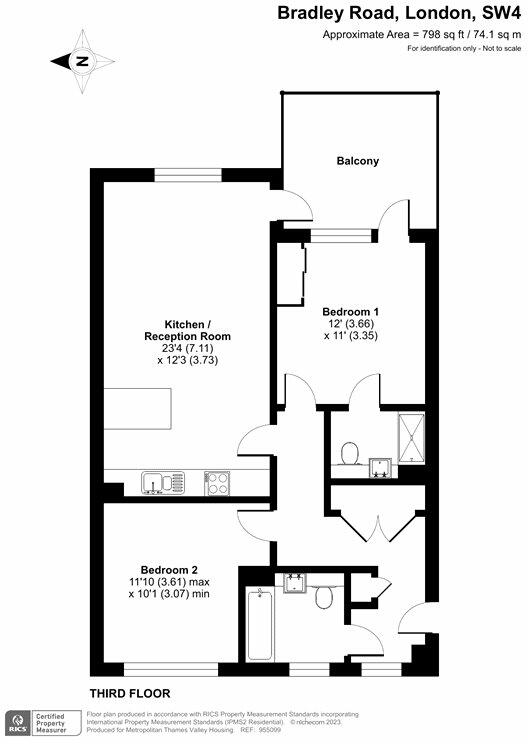 Bradley Road, London, SW4
Approximate Area = 798 sq ft / 74.1 sq m
For identification only - Not to scale
N
Balcony
Bedroom 1
12' (3.66)
x 11' (3.35)
Kitchen /
Reception Room
23'4 (7.11)
x 12'3 (3.73)
Bedroom 2
11'10 (3.61) max
x 10'1 (3.07) min
THIRD FLOOR
RICS
Certified
Property
Measurer
Floor plan produced in accordance with RICS Property Measurement Standards incorporating
International Property Measurement Standards (IPMS2 Residential). © nichecom 2023.
Produced for Metropolitan Thames Valley Housing. REF: 955099